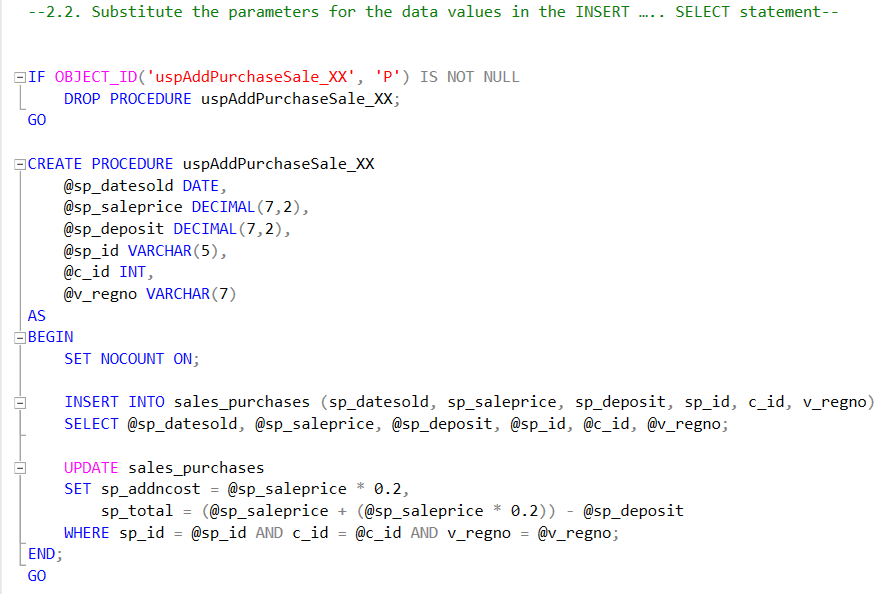 --2.2. Substitute the parameters for the data values in the INSERT ….. SELECT statement--
IF OBJECT_ID('uspAddPurchaseSale_XX', 'P') IS NOT NULL
    DROP PROCEDURE uspAddPurchaseSale_XX;
GO
CREATE PROCEDURE uspAddPurchaseSale_XX
    @sp_datesold DATE,
    @sp_saleprice DECIMAL(7,2),
    @sp_deposit DECIMAL(7,2),
    @sp_id VARCHAR(5),
    @c_id INT,
    @v_regno VARCHAR(7)
AS
BEGIN
    SET NOCOUNT ON;
    INSERT INTO sales_purchases (sp_datesold, sp_saleprice, sp_deposit, sp_id, c_id, v_regno)
    SELECT @sp_datesold, @sp_saleprice, @sp_deposit, @sp_id, @c_id, @v_regno;
    UPDATE sales_purchases
    SET sp_addncost = @sp_saleprice * 0.2,
        sp_total = (@sp_saleprice + (@sp_saleprice * 0.2)) - @sp_deposit
    WHERE sp_id = @sp_id AND c_id = @c_id AND v_regno = @v_regno;
END;
GO